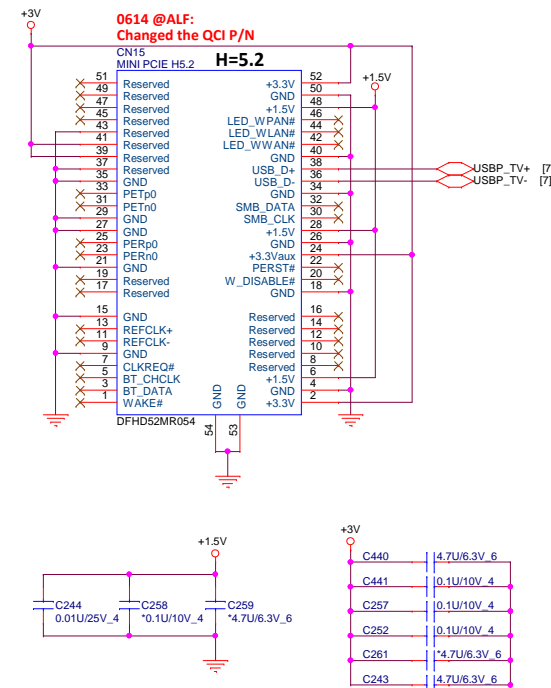 +3V
0614 @ALF:
Changed the QCI P/N
CN15
MINI PCIE H5.2
H=5.2
+1.5V
51 Reserved +3.3V 52
49 Reserved GND 50
47 Reserved +1.5V 48
45 Reserved LED_WPAN# 46
43 Reserved LED_WLAN# 44
41 Reserved LED_WWAN# 42
39 Reserved GND 40
37 Reserved USB_D+ 38 USBP_TV+ [7
35 GND USB_D- 36 USBP_TV- [7
33 PETp0 GND 34
31 PETn0 SMB_DATA 32
29 GND SMB_CLK 30
27 GND +1.5V 28
25 PERp0 GND 26
23 PERn0 +3.3Vaux 24
21 GND PERST# 22
19 Reserved W_DISABLE# 20
17 Reserved GND 18
15 GND Reserved 16
13 REFCLK+ Reserved 14
11 REFCLK- Reserved 12
9 GND Reserved 10
7 CLKREQ# Reserved 8
5 BT_CHCLK +1.5V 6
3 BT_DATA GND 4
1 WAKE# +3.3V 2
GND GND
DFHD52MR054
54 53
+1.5V
C244
0.01U/25V_4
C258
*0.1U/10V_4
C259
*4.7U/6.3V_6
+3V
C440 4.7U/6.3V_6
C441 0.1U/10V_4
C257 0.1U/10V_4
C252 0.1U/10V_4
C261 *4.7U/6.3V_6
C243 4.7U/6.3V_6